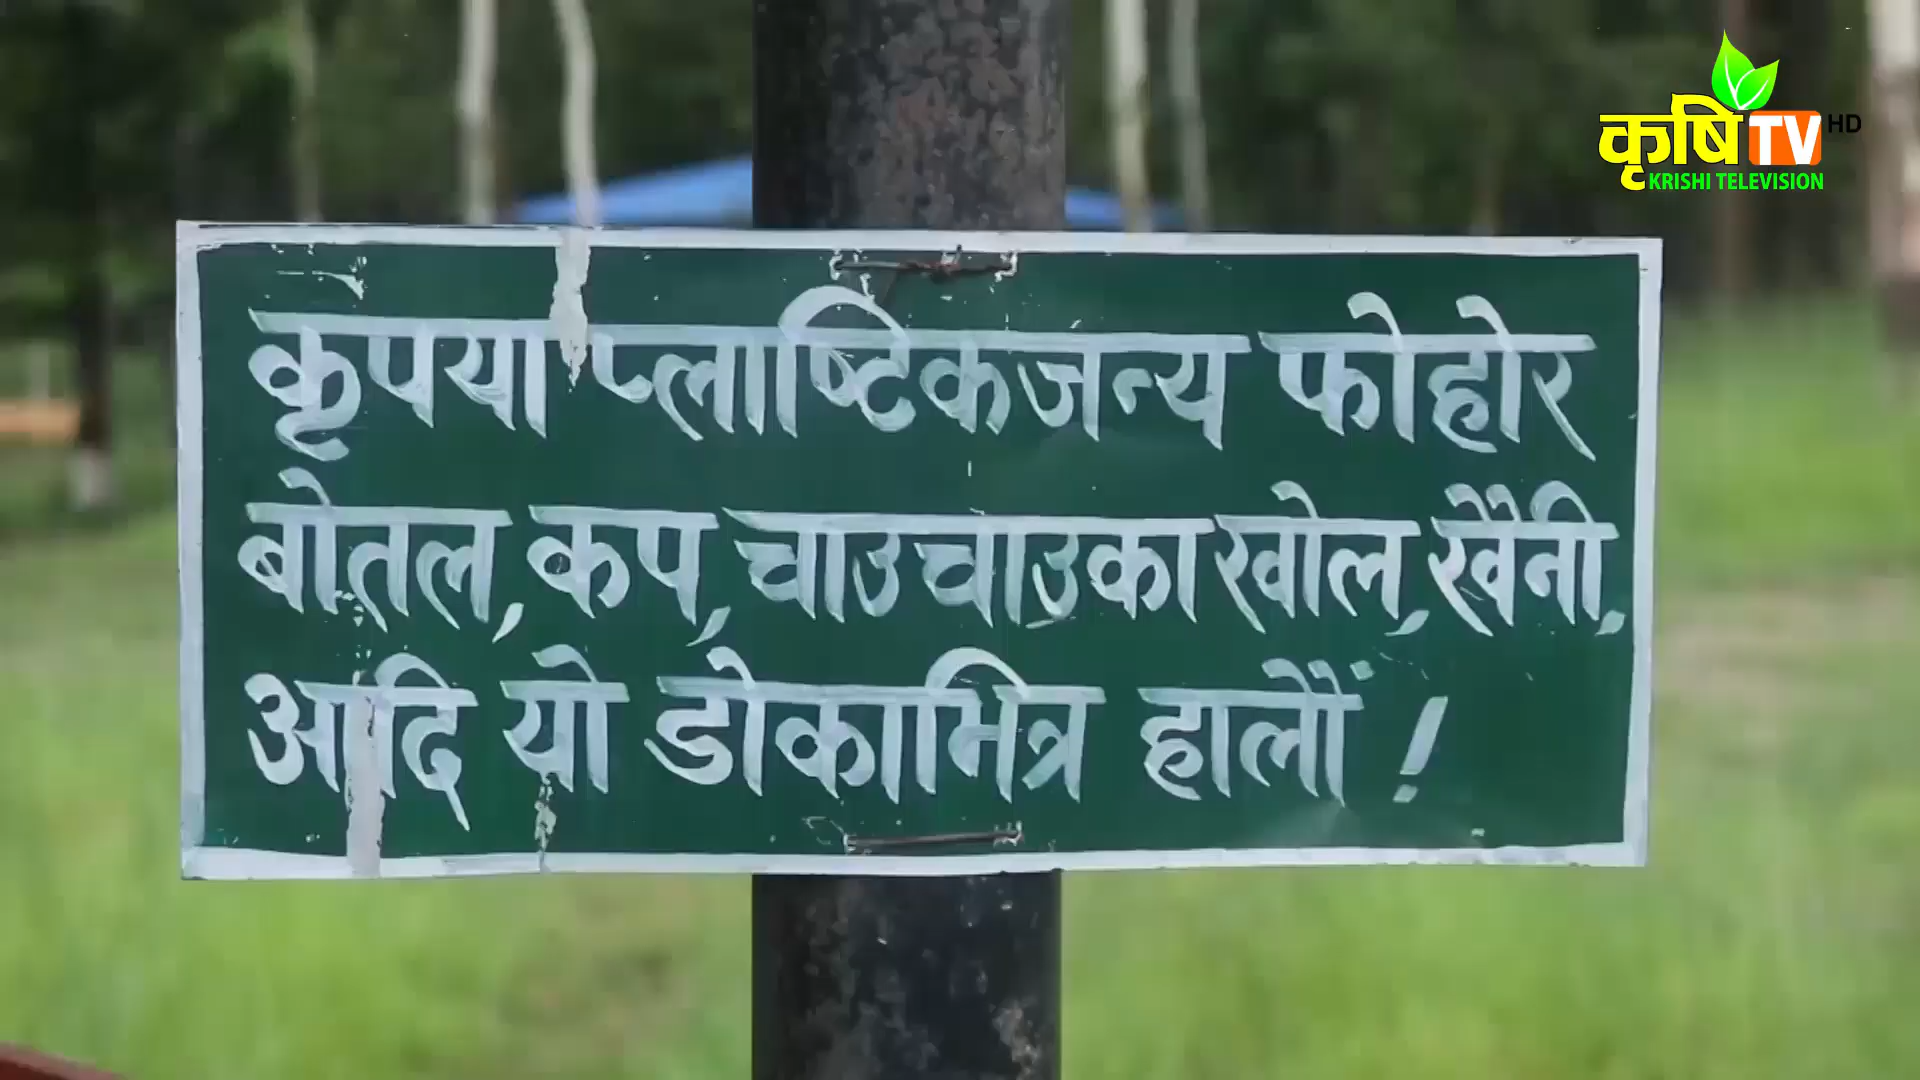 कृषि TV HD
KRISHI TELEVISION
कृपया प्लाष्टिकजन्य फोहोर
बोतल, कप, चाउचाउका खोल, खैनी,
आदि यो डोकाभित्र हालौं !